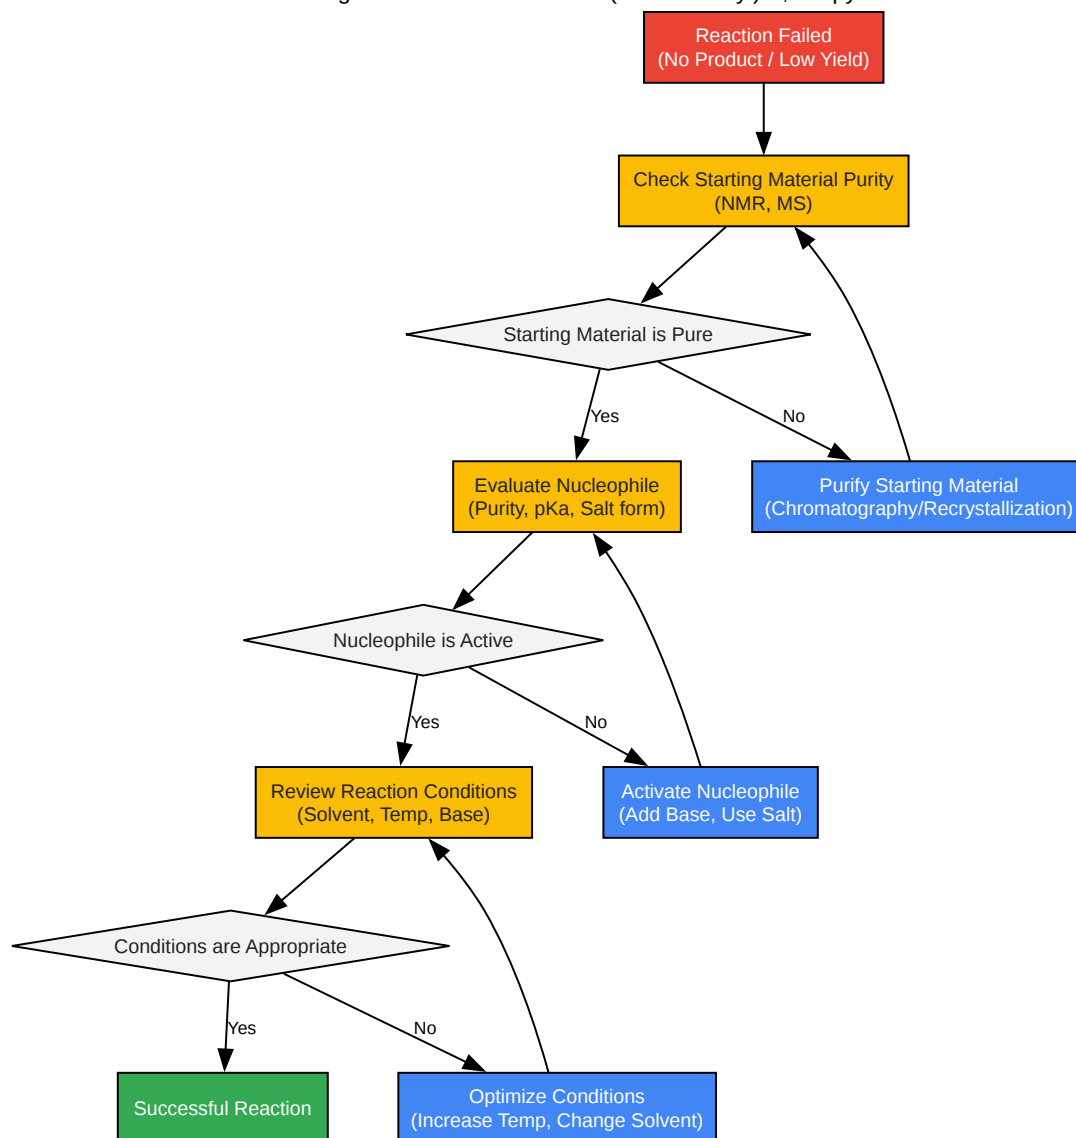 Reaction Failed
(No Product / Low Yield)
Check Starting Material Purity
(NMR, MS)
Starting Material is Pure
Yes
No
Evaluate Nucleophile
(Purity, pKa, Salt form)
Purify Starting Material
(Chromatography/Recrystallization)
Nucleophile is Active
Yes
No
Review Reaction Conditions
(Solvent, Temp, Base)
Activate Nucleophile
(Add Base, Use Salt)
Conditions are Appropriate
Yes
No
Successful Reaction
Optimize Conditions
(Increase Temp, Change Solvent)